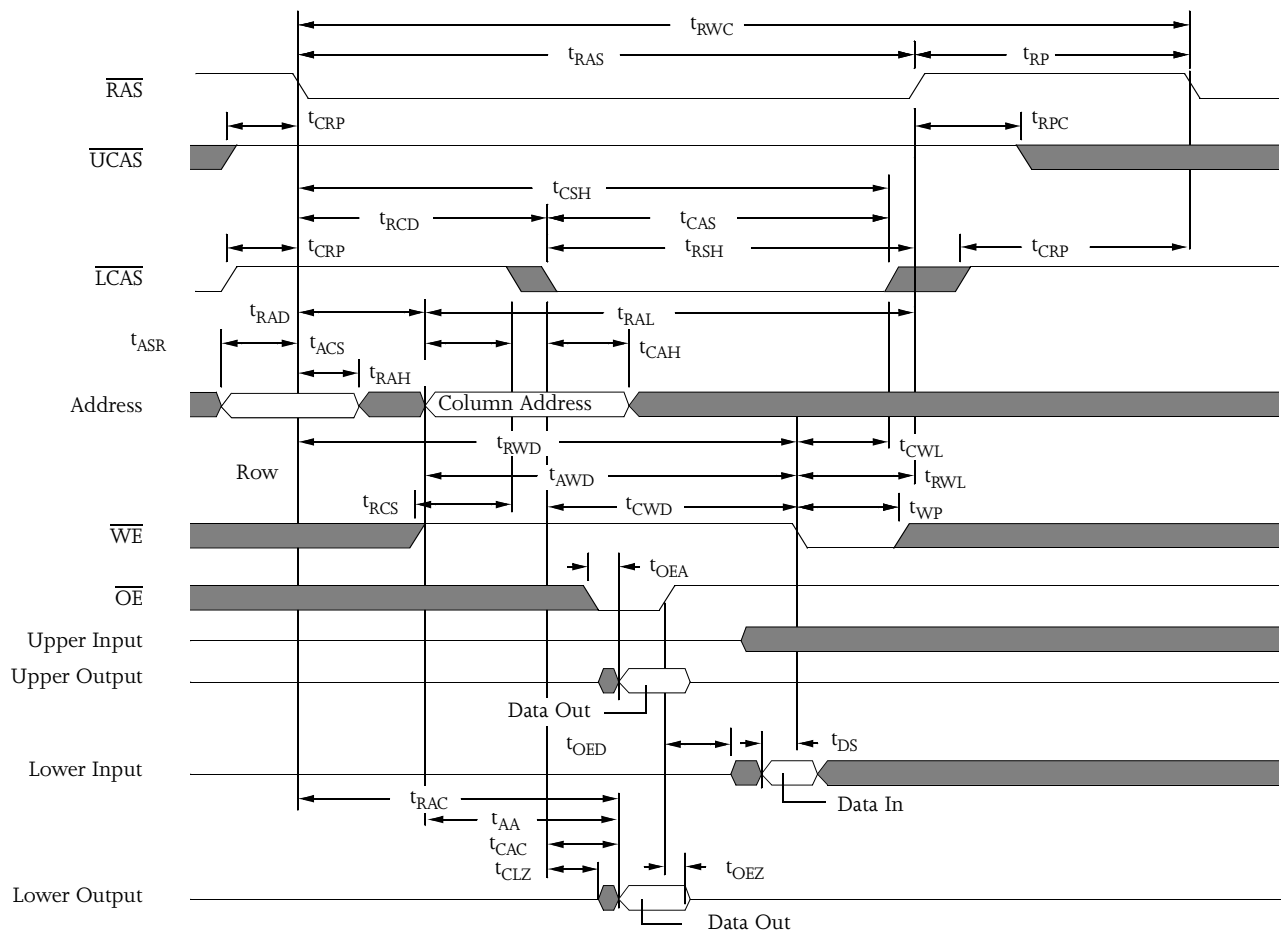 tRWC
tRAS
tRP
RAS
tCRP
tRPC
UCAS
tCSH
tRCD
tCAS
tCRP
tRSH
tCRP
LCAS
tRAD
tRAL
tASR
tACS
tCAH
tRAH
Address
Column Address
tRWD
tCWL
Row
tAWD
tRWL
tRCS
tCWD
tWP
WE
tOEA
OE
Upper Input
Upper Output
Data Out
tOED
tDS
Lower Input
Data In
tRAC
tAA
tCAC
tCLZ
tOEZ
Lower Output
Data Out